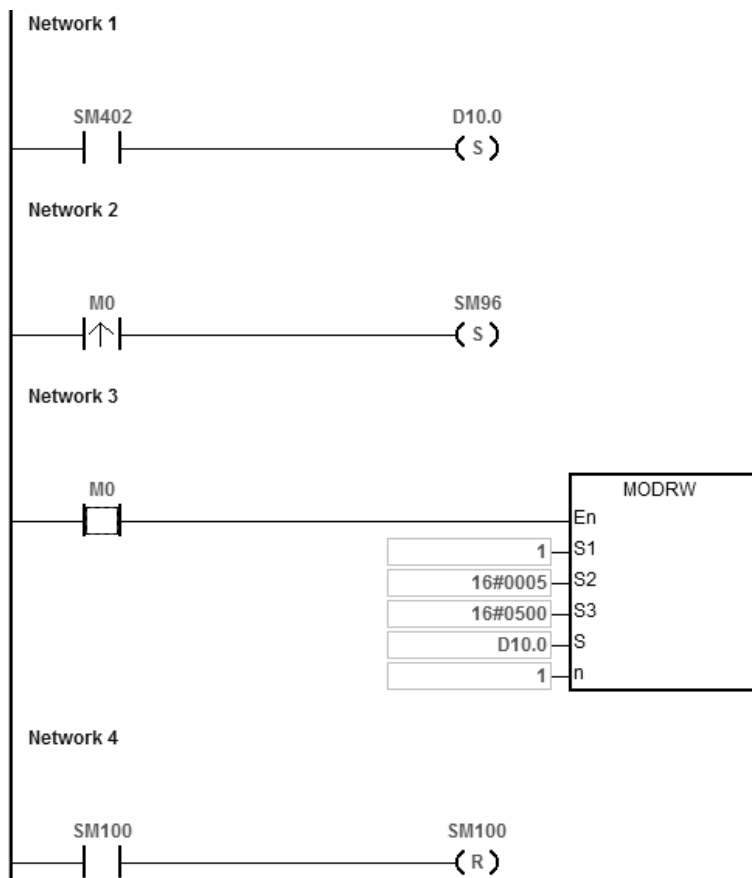 Network 1
SM402 D10.0
( S )
Network 2
M0 SM96
( S )
Network 3
M0 MODRW
En
1 S1
16#0005 S2
16#0500 S3
D10.0 S
1 n
Network 4
SM100 SM100
( R )